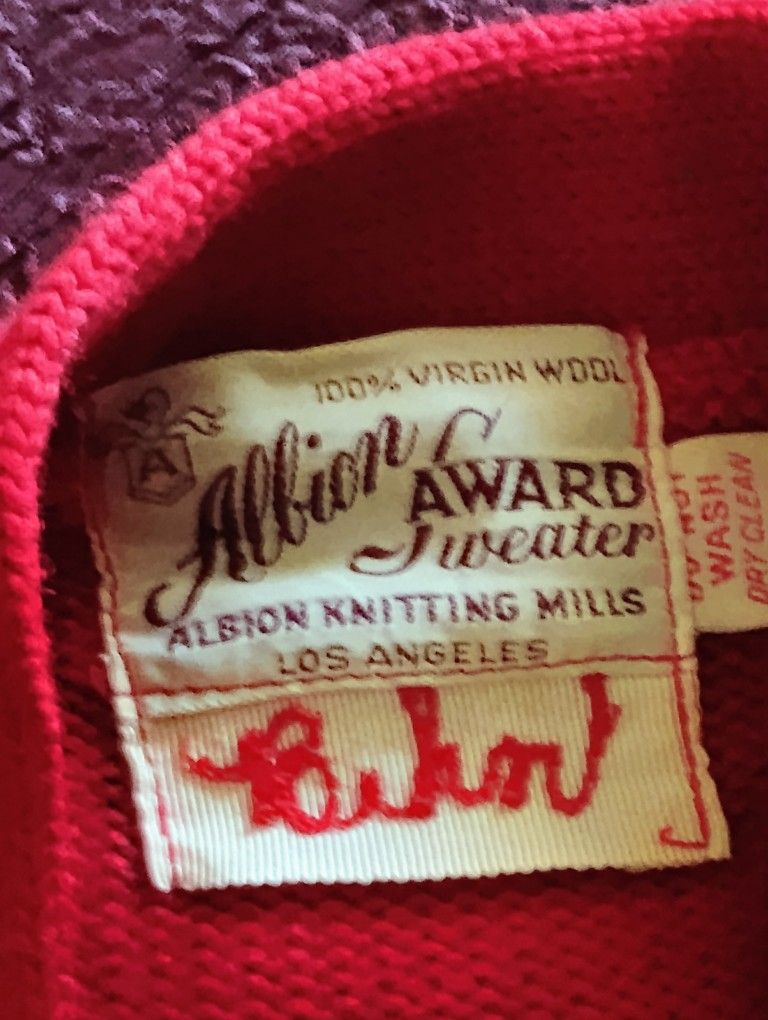 100% VIRGIN WOOL
A
Albion
AWARD
Sweater
ALBION KNITTING MILLS
LOS ANGELES
WASH
DRY CLEAN